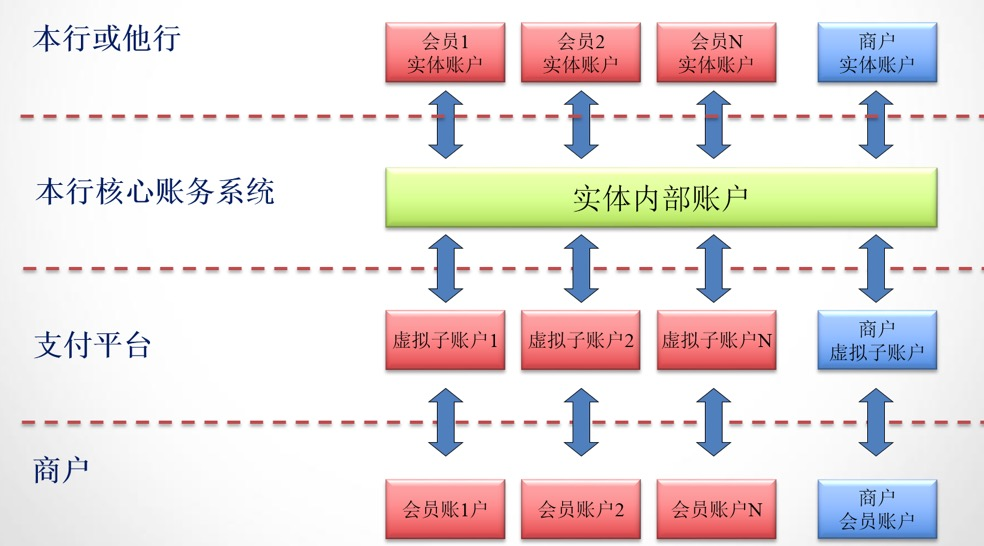 本行或他行
会员1
实体账户
会员2
实体账户
会员N
实体账户
商户
实体账户
本行核心账务系统
实体内部账户
支付平台
虚拟子账户1
虚拟子账户2
虚拟子账户N
商户
虚拟子账户
商户
会员账1户
会员账户2
会员账户N
商户
会员账户